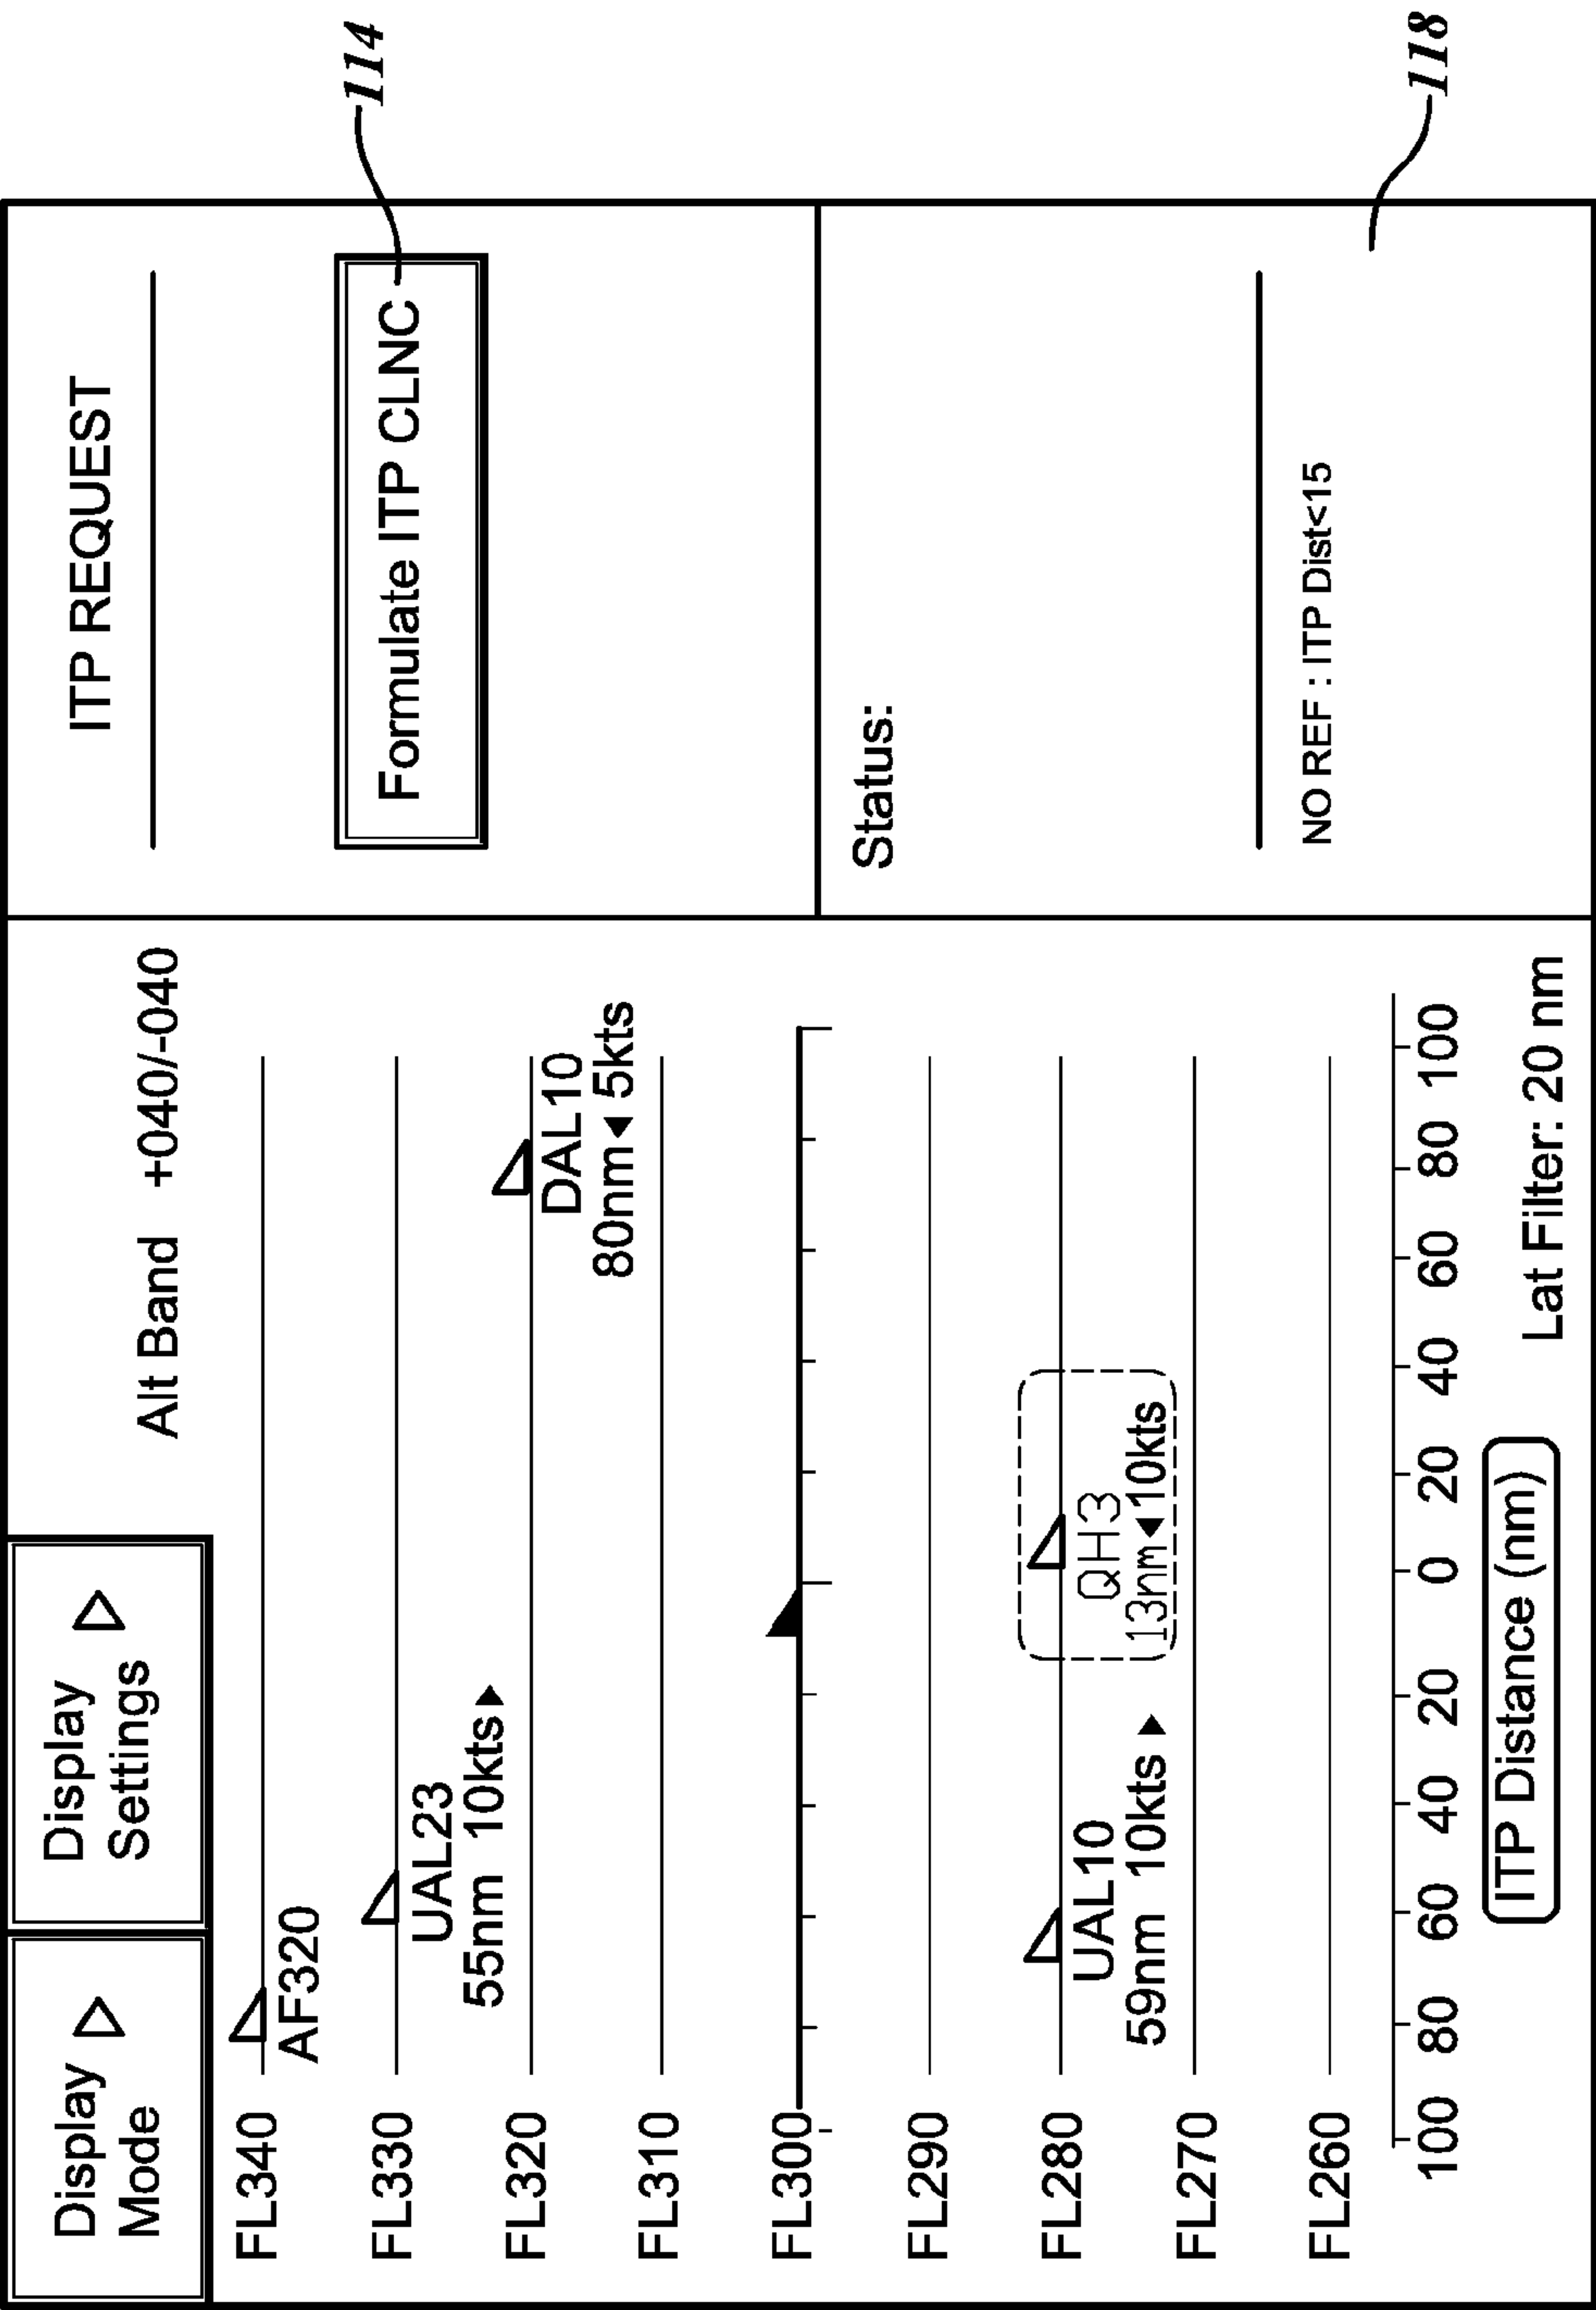 Display
Mode
Display
Settings
Alt Band +040/-040
FL340
AF320
FL330
UAL23
55nm 10kts
FL320
DAL10
80nm 5kts
FL310
FL300
FL290
FL280
QH3
13nm 10kts
UAL10
59nm 10kts
FL270
FL260
100 80 60 40 20 0 20 40 60 80 100
ITP Distance (nm)
Lat Filter: 20 nm
ITP REQUEST
Formulate ITP CLNC
114
Status:
NO REF : ITP Dist<15
118